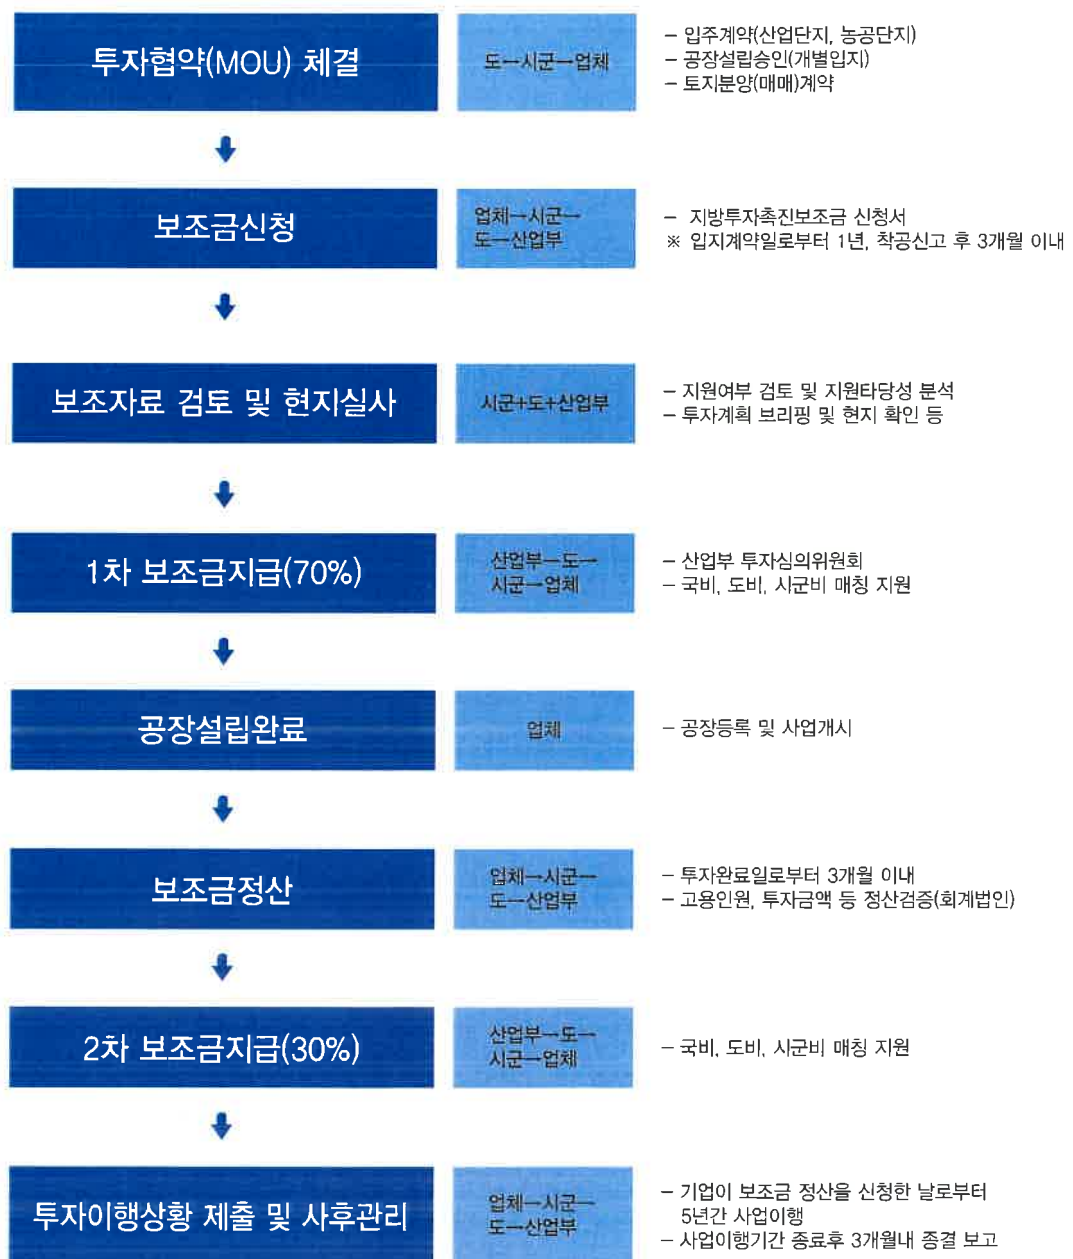 투자협약(MOU) 체결
도→시군→업체
- 입주계약(산업단지, 농공단지)
- 공장설립승인(개별입지)
- 토지분양(매매)계약
보조금신청
업체→시군→
도→산업부
- 지방투자촉진보조금 신청서
※ 입지계약일로부터 1년, 착공신고 후 3개월 이내
보조자료 검토 및 현지실사
시군+도+산업부
- 지원여부 검토 및 지원타당성 분석
- 투자계획 브리핑 및 현지 확인 등
1차 보조금지급(70%)
산업부→도→
시군→업체
- 산업부 투자심의위원회
- 국비, 도비, 시군비 매칭 지원
공장설립완료
업체
- 공장등록 및 사업개시
보조금정산
업체→시군→
도→산업부
- 투자완료일로부터 3개월 이내
- 고용인원, 투자금액 등 정산검증(회계법인)
2차 보조금지급(30%)
산업부→도→
시군→업체
- 국비, 도비, 시군비 매칭 지원
투자이행상황 제출 및 사후관리
업체→시군→
도→산업부
- 기업이 보조금 정산을 신청한 날로부터
5년간 사업이행
- 사업이행기간 종료후 3개월내 종결 보고